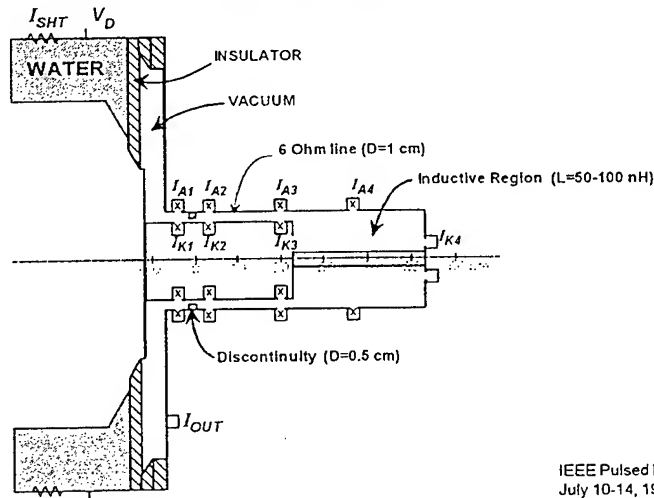 I_SHT V_D
WATER
INSULATOR
VACUUM
6 Ohm line (D=1 cm)
I_A1 I_A2 I_A3 I_A4
Inductive Region (L=50-100 nH)
I_K1 I_K2 I_K3 I_K4
Discontinuity (D=0.5 cm)
I_OUT
IEEE Pulsed
July 10-14, 19